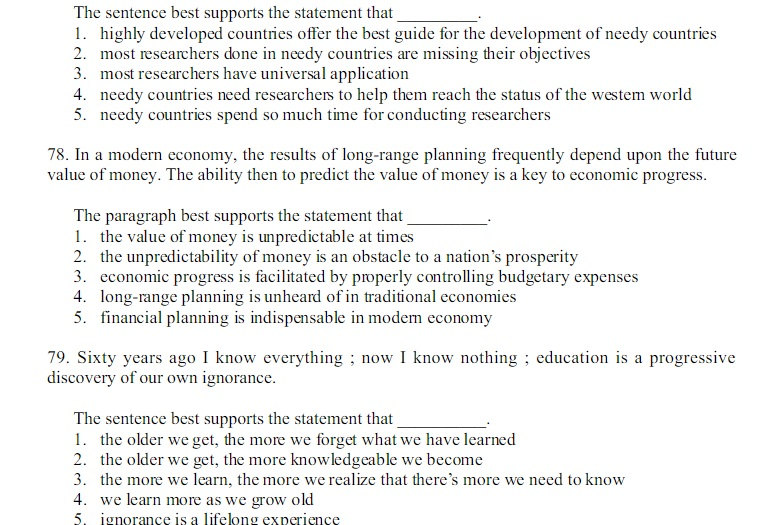 The sentence best supports the statement that __________.
1. highly developed countries offer the best guide for the development of needy countries
2. most researchers done in needy countries are missing their objectives
3. most researchers have universal application
4. needy countries need researchers to help them reach the status of the western world
5. needy countries spend so much time for conducting researchers
78. In a modern economy, the results of long-range planning frequently depend upon the future
value of money. The ability then to predict the value of money is a key to economic progress.
The paragraph best supports the statement that __________.
1. the value of money is unpredictable at times
2. the unpredictability of money is an obstacle to a nation's prosperity
3. economic progress is facilitated by properly controlling budgetary expenses
4. long-range planning is unheard of in traditional economies
5. financial planning is indispensable in modern economy
79. Sixty years ago I know everything ; now I know nothing ; education is a progressive
discovery of our own ignorance.
The sentence best supports the statement that __________.
1. the older we get, the more we forget what we have learned
2. the older we get, the more knowledgeable we become
3. the more we learn, the more we realize that there's more we need to know
4. we learn more as we grow old
5. ignorance is a lifelong experience